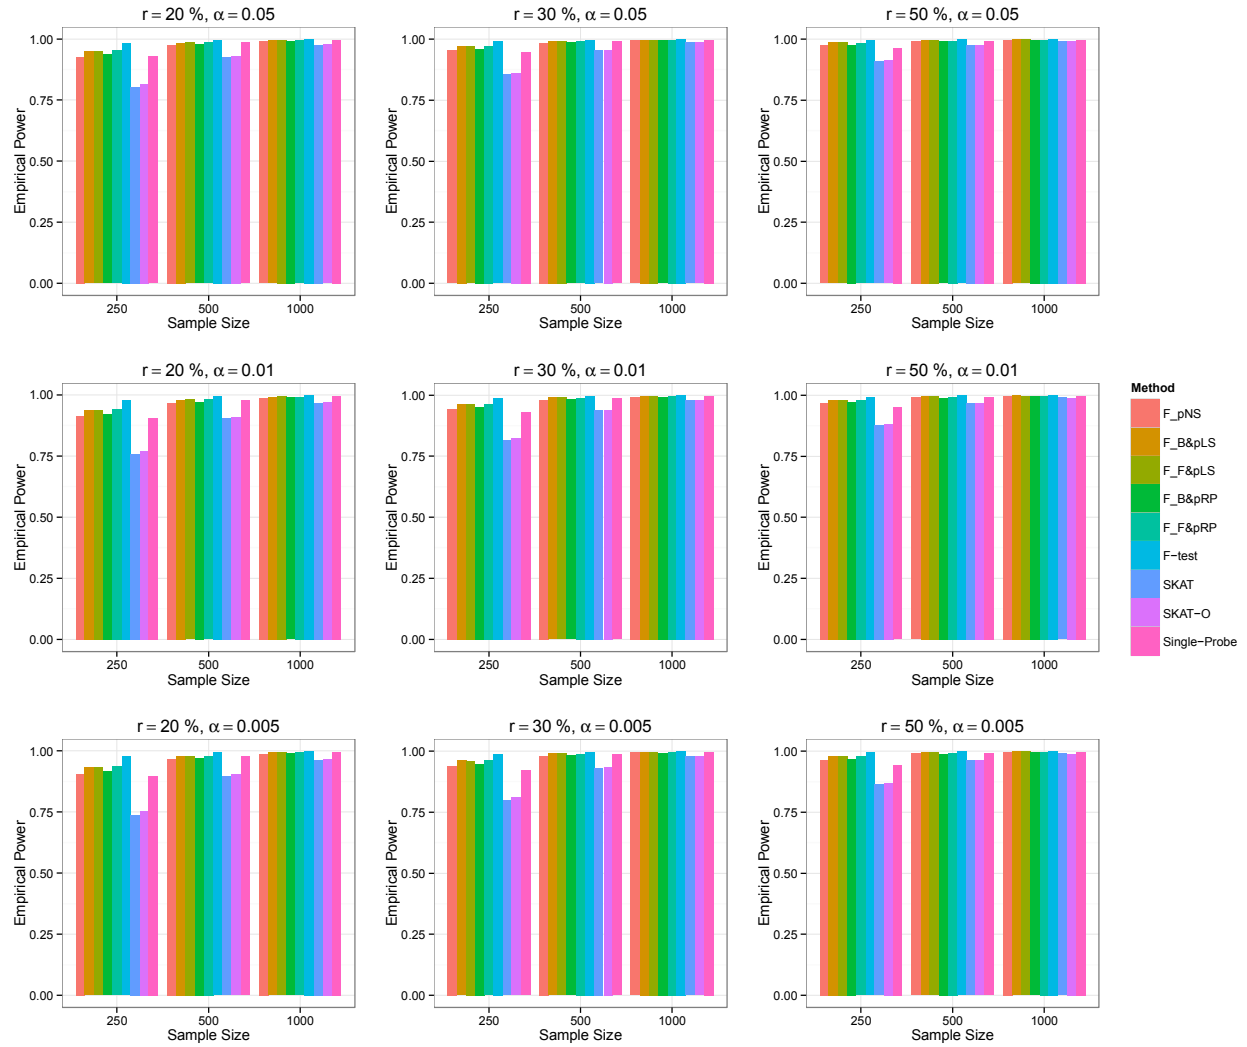 r = 20 %, α = 0.05
1.00
0.75
0.50
0.25
0.00
Empirical Power
250 500 1000
Sample Size
r = 30 %, α = 0.05
1.00
0.75
0.50
0.25
0.00
Empirical Power
250 500 1000
Sample Size
r = 50 %, α = 0.05
1.00
0.75
0.50
0.25
0.00
Empirical Power
250 500 1000
Sample Size
r = 20 %, α = 0.01
1.00
0.75
0.50
0.25
0.00
Empirical Power
250 500 1000
Sample Size
r = 30 %, α = 0.01
1.00
0.75
0.50
0.25
0.00
Empirical Power
250 500 1000
Sample Size
r = 50 %, α = 0.01
1.00
0.75
0.50
0.25
0.00
Empirical Power
250 500 1000
Sample Size
Method
F_pNS
F_B&pLS
F_F&pLS
F_B&pRP
F_F&pRP
F−test
SKAT
SKAT−O
Single−Probe
r = 20 %, α = 0.005
1.00
0.75
0.50
0.25
0.00
Empirical Power
250 500 1000
Sample Size
r = 30 %, α = 0.005
1.00
0.75
0.50
0.25
0.00
Empirical Power
250 500 1000
Sample Size
r = 50 %, α = 0.005
1.00
0.75
0.50
0.25
0.00
Empirical Power
250 500 1000
Sample Size